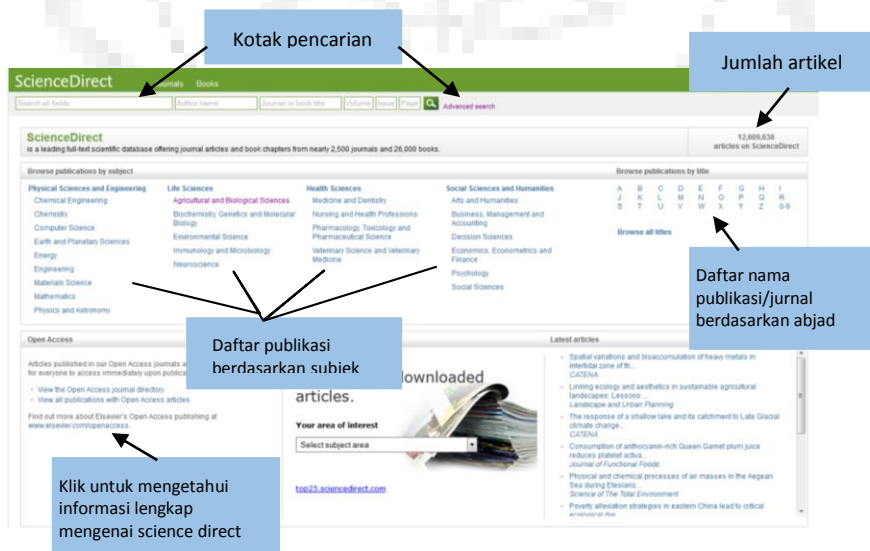 Kotak pencarian
Jumlah artikel
ScienceDirect
Journals Books
Search all fields Author name Journal or book title Volume Issue Page Advanced search
ScienceDirect
is a leading full-text scientific database offering journal articles and book chapters from nearly 2,500 journals and 26,000 books.
12,609,638
articles on ScienceDirect
Browse publications by subject
Physical Sciences and Engineering
Chemical Engineering
Chemistry
Computer Science
Earth and Planetary Sciences
Energy
Engineering
Materials Science
Mathematics
Physics and Astronomy
Life Sciences
Agricultural and Biological Sciences
Biochemistry, Genetics and Molecular
Biology
Environmental Science
Immunology and Microbiology
Neuroscience
Health Sciences
Medicine and Dentistry
Nursing and Health Professions
Pharmacology, Toxicology and
Pharmaceutical Science
Veterinary Science and Veterinary
Medicine
Social Sciences and Humanities
Arts and Humanities
Business, Management and
Accounting
Decision Sciences
Economics, Econometrics and
Finance
Psychology
Social Sciences
Browse publications by title
A B C D E F G H I
J K L M N O P Q R
S T U V W X Y Z 0-9
Browse all titles
Daftar nama
publikasi/jurnal
berdasarkan abjad
Daftar publikasi
berdasarkan subjek
Open Access
Articles published in our Open Access journals a
for everyone to access immediately upon publica
View the Open Access journal directory
View all publications with Open Access articles
Find out more about Elsevier's Open Access publishing at
www.elsevier.com/openaccess.
Klik untuk mengetahui
informasi lengkap
mengenai science direct
downloaded
articles.
Your area of interest
Select subject area
top25.sciencedirect.com
Latest articles
Spatial variations and bioaccumulation of heavy metals in
intertidal zone of th...
CATENA
Linking ecology and aesthetics in sustainable agricultural
landscapes: Lessons ...
Landscape and Urban Planning
The response of a shallow lake and its catchment to Late Glacial
climate change...
CATENA
Consumption of anthocyanin-rich Queen Garnet plum juice
reduces platelet activa...
Journal of Functional Foods
Physical and chemical processes of air masses in the Aegean
Sea during Etesians...
Science of The Total Environment
Poverty alleviation strategies in eastern China lead to critical